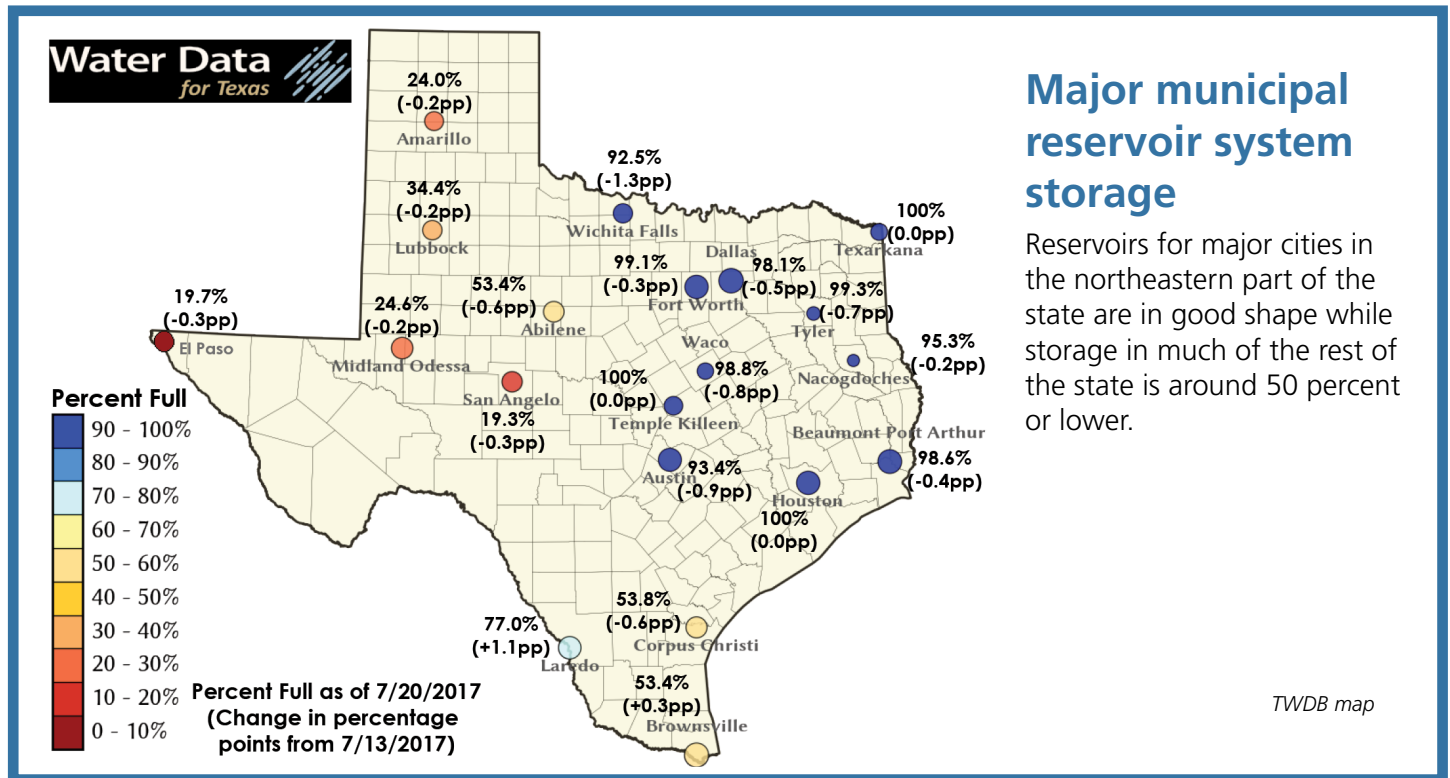 Water Data
for Texas
24.0%
(-0.2pp)
Amarillo
34.4%
(-0.2pp)
Lubbock
92.5%
(-1.3pp)
Wichita Falls
100%
(0.0pp)
Texarkana
Dallas
98.1%
(-0.5pp)
99.1%
(-0.3pp)
Fort Worth
99.3%
(-0.7pp)
Tyler
53.4%
(-0.6pp)
Abilene
19.7%
(-0.3pp)
El Paso
24.6%
(-0.2pp)
Midland Odessa
San Angelo
19.3%
(-0.3pp)
Waco
98.8%
(-0.8pp)
95.3%
(-0.2pp)
Nacogdoches
100%
(0.0pp)
Temple Killeen
Beaumont Port Arthur
98.6%
(-0.4pp)
Austin
93.4%
(-0.9pp)
Houston
100%
(0.0pp)
53.8%
(-0.6pp)
Corpus Christi
77.0%
(+1.1pp)
Laredo
53.4%
(+0.3pp)
Brownsville
Percent Full
90 - 100%
80 - 90%
70 - 80%
60 - 70%
50 - 60%
40 - 50%
30 - 40%
20 - 30%
10 - 20%
0 - 10%
Percent Full as of 7/20/2017
(Change in percentage
points from 7/13/2017)
Major municipal
reservoir system
storage
Reservoirs for major cities in
the northeastern part of the
state are in good shape while
storage in much of the rest of
the state is around 50 percent
or lower.
TWDB map